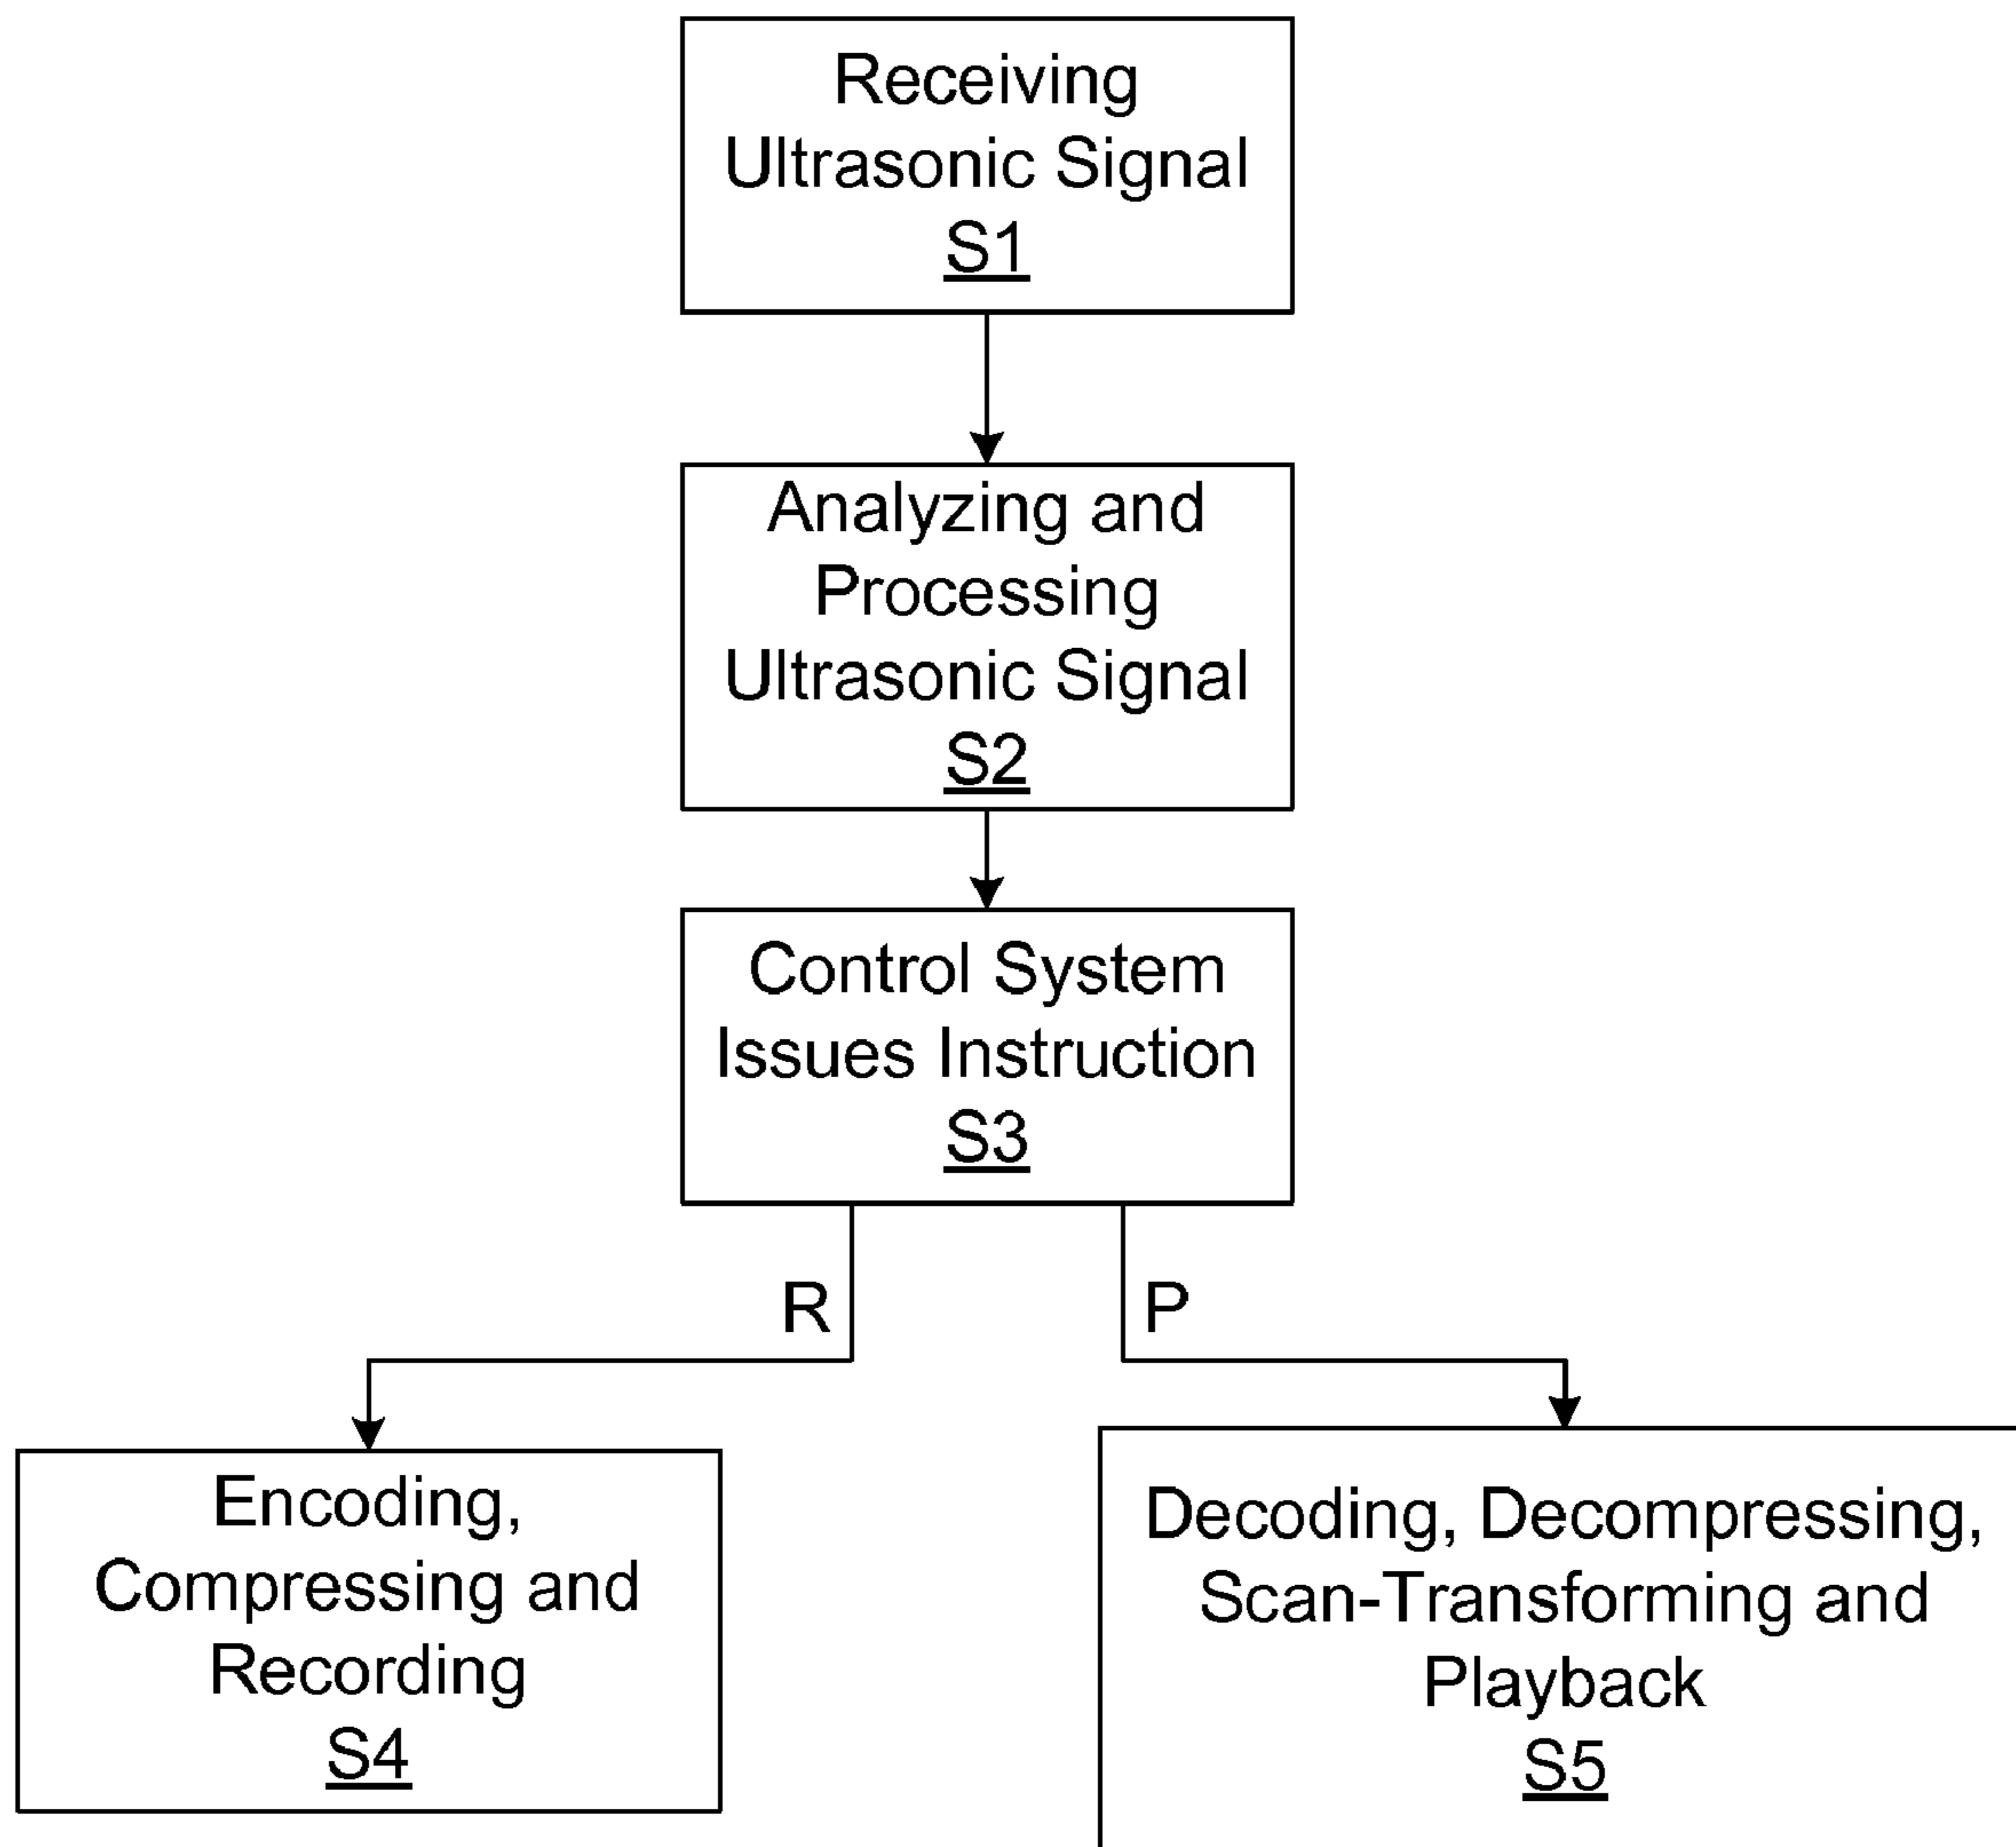 Receiving
Ultrasonic Signal
S1
Analyzing and
Processing
Ultrasonic Signal
S2
Control System
Issues Instruction
S3
R
P
Encoding,
Compressing and
Recording
S4
Decoding, Decompressing,
Scan-Transforming and
Playback
S5